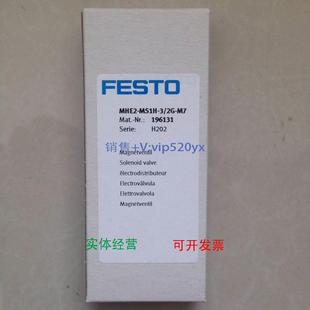 FESTO
MHE2-MS1H-3/2G-M7
Mat.-Nr.: 196131
Serie: H202
销售+V:vip520yx
Magnetventil
Solenoid valve
électrodistributeur
Electroválvula
Elettrovalvola
Magnetventil
实体经营 可开发票